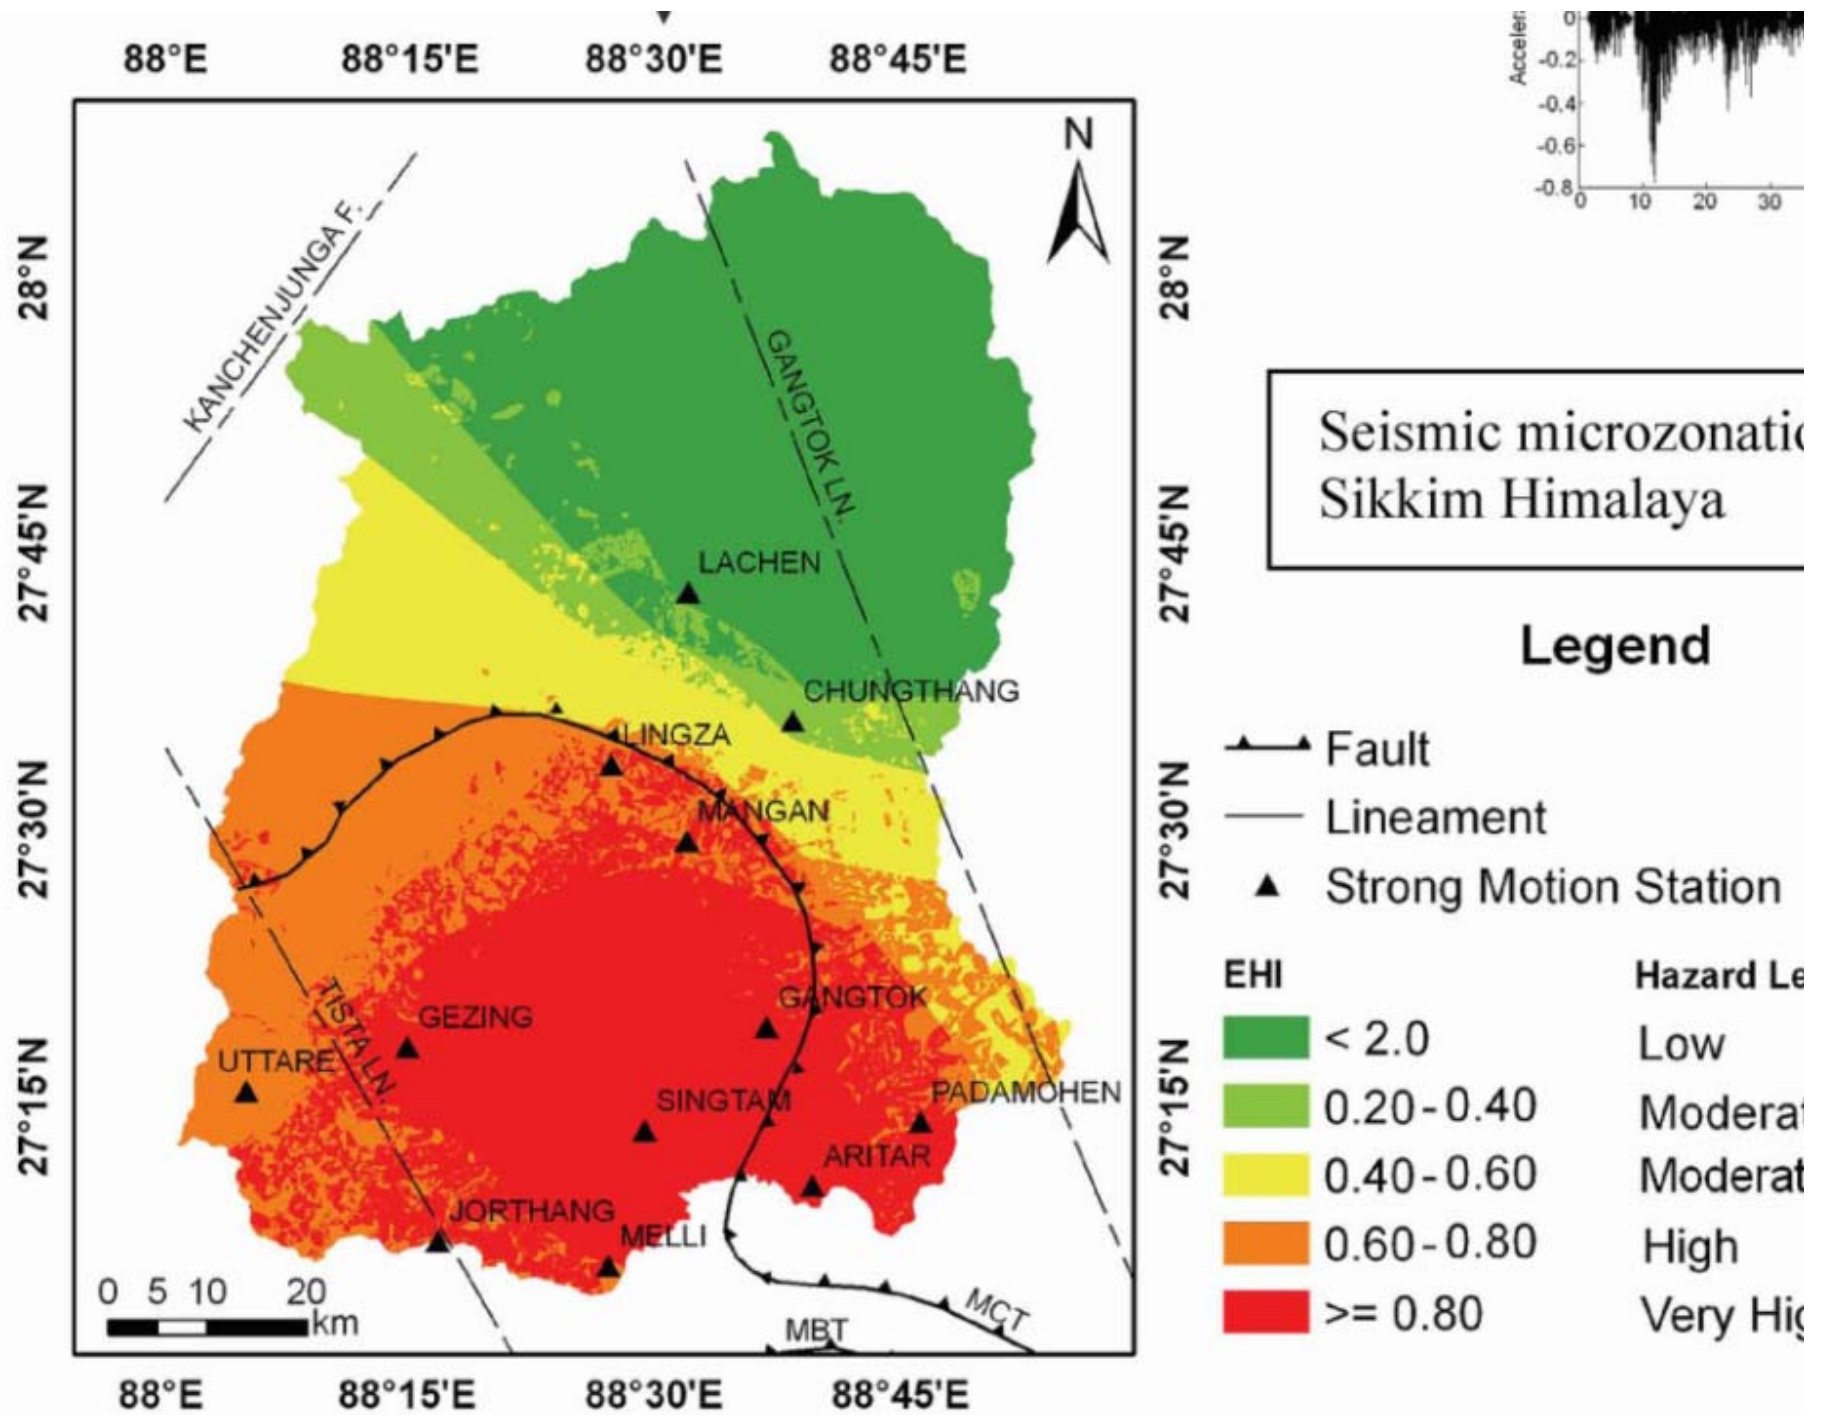 88°E 88°15'E 88°30'E 88°45'E
0
-0.2
-0.4
-0.6
-0.8
0 10 20 30
N
28°N
28°N
KANCHENJUNGA F.
GANGTOK LN.
Seismic
Sikkim Himalaya
27°45'N
27°45'N
LACHEN
Legend
CHUNGTHANG
LINGZA
Fault
MANGAN
Lineament
27°30'N
27°30'N
Strong Motion Station
EHI Hazard
GANGTOK
GEZING
TISTA LN.
UTTARE
< 2.0 Low
SINGTAM
PADAMOHEN
0.20-0.40
27°15'N
27°15'N
ARITAR
0.40-0.60
JORTHANG
MELLI
0.60-0.80 High
0 5 10 20
km
>= 0.80 Very
MCT
MBT
88°E 88°15'E 88°30'E 88°45'E